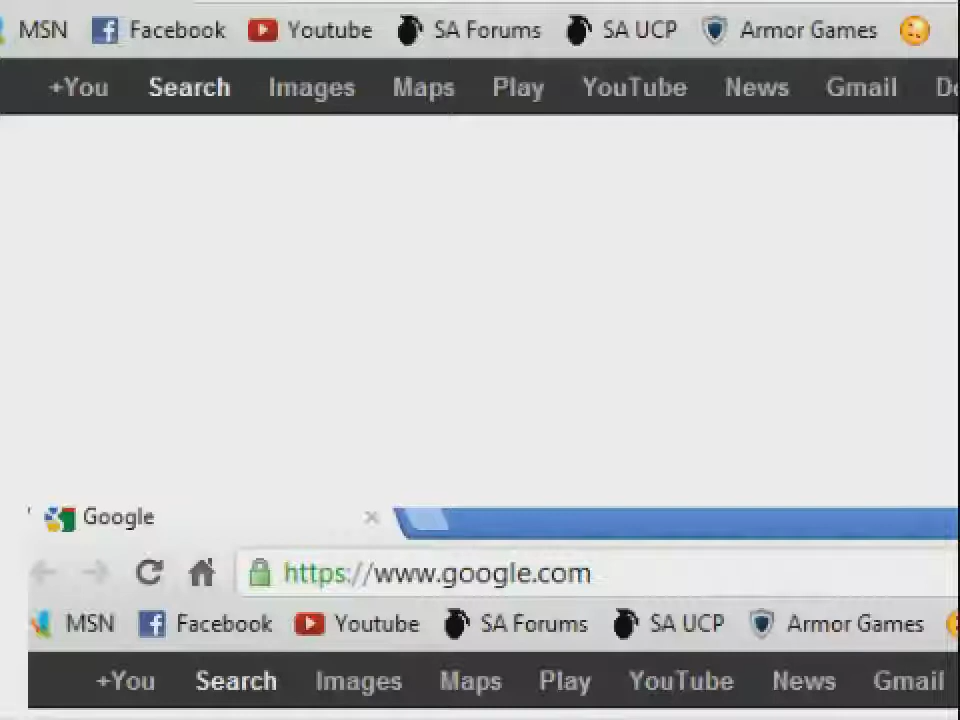 MSN Facebook Youtube SA Forums SA UCP Armor Games
+You Search Images Maps Play YouTube News Gmail
Google
https://www.google.com
MSN Facebook Youtube SA Forums SA UCP Armor Games
+You Search Images Maps Play YouTube News Gmail